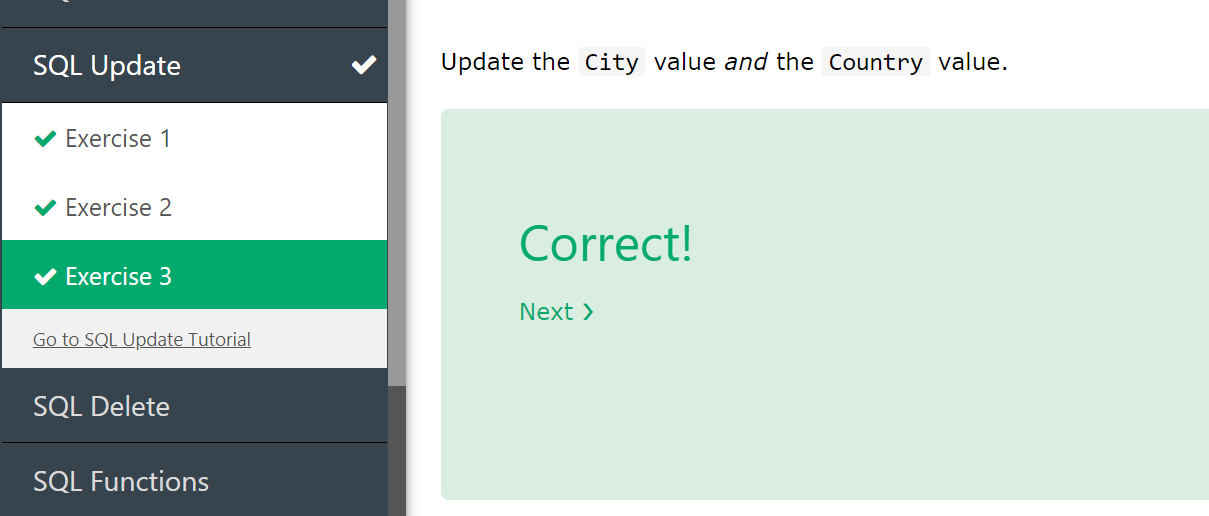 SQL Update
Exercise 1
Exercise 2
Exercise 3
Go to SQL Update Tutorial
SQL Delete
SQL Functions
Update the City value and the Country value.
Correct!
Next ❯